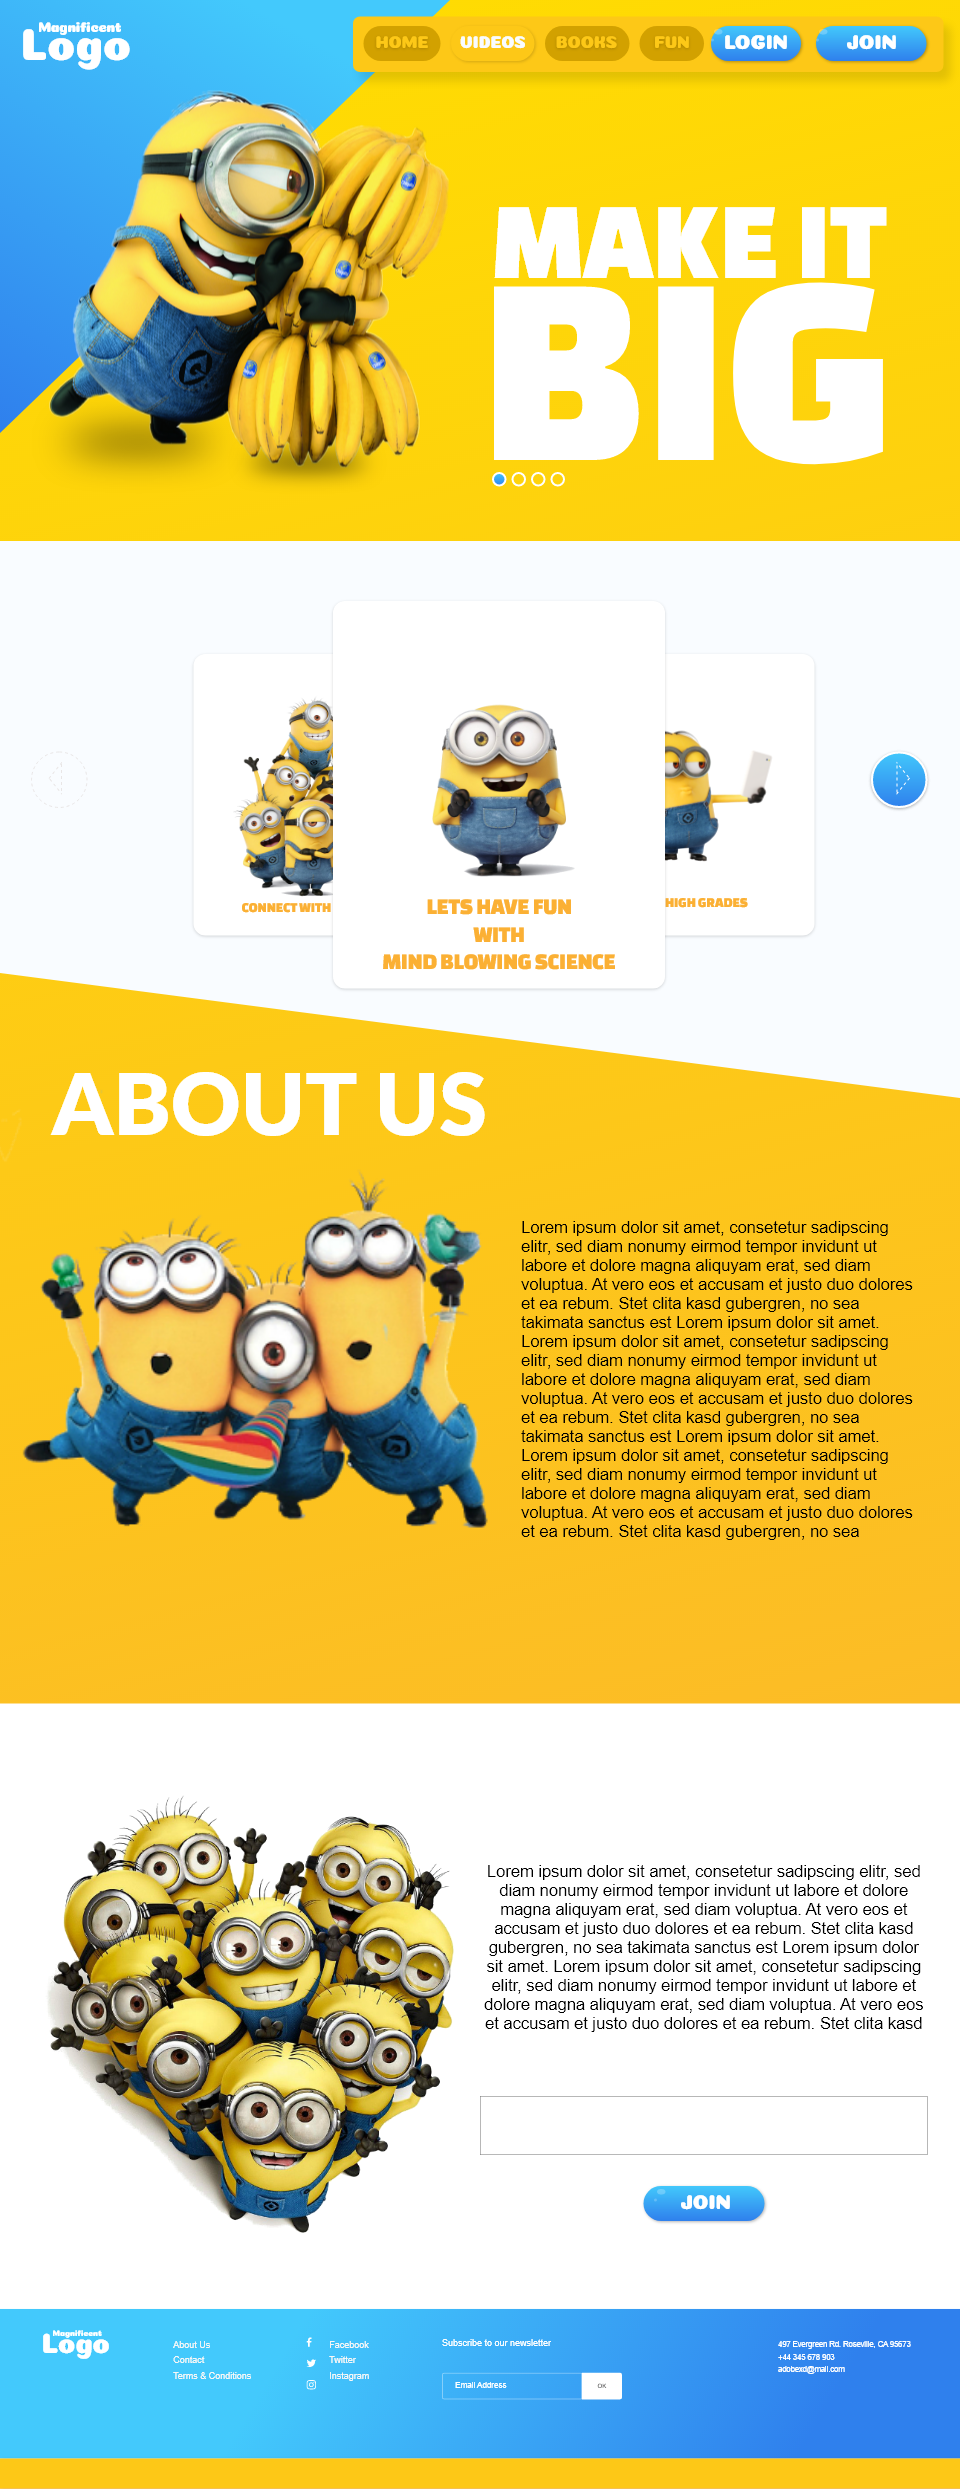 Magnificent
Logo
HOME
VIDEOS
BOOKS
FUN
LOGIN
JOIN
MAKE IT
BIG
CONNECT WITH
LETS HAVE FUN
WITH
MIND BLOWING SCIENCE
HIGH GRADES
ABOUT US
Lorem ipsum dolor sit amet, consetetur sadipscing
elitr, sed diam nonumy eirmod tempor invidunt ut
labore et dolore magna aliquyam erat, sed diam
voluptua. At vero eos et accusam et justo duo dolores
et ea rebum. Stet clita kasd gubergren, no sea
takimata sanctus est Lorem ipsum dolor sit amet.
Lorem ipsum dolor sit amet, consetetur sadipscing
elitr, sed diam nonumy eirmod tempor invidunt ut
labore et dolore magna aliquyam erat, sed diam
voluptua. At vero eos et accusam et justo duo dolores
et ea rebum. Stet clita kasd gubergren, no sea
takimata sanctus est Lorem ipsum dolor sit amet.
Lorem ipsum dolor sit amet, consetetur sadipscing
elitr, sed diam nonumy eirmod tempor invidunt ut
labore et dolore magna aliquyam erat, sed diam
voluptua. At vero eos et accusam et justo duo dolores
et ea rebum. Stet clita kasd gubergren, no sea
Lorem ipsum dolor sit amet, consetetur sadipscing elitr, sed
diam nonumy eirmod tempor invidunt ut labore et dolore
magna aliquyam erat, sed diam voluptua. At vero eos et
accusam et justo duo dolores et ea rebum. Stet clita kasd
gubergren, no sea takimata sanctus est Lorem ipsum dolor
sit amet. Lorem ipsum dolor sit amet, consetetur sadipscing
elitr, sed diam nonumy eirmod tempor invidunt ut labore et
dolore magna aliquyam erat, sed diam voluptua. At vero eos
et accusam et justo duo dolores et ea rebum. Stet clita kasd
JOIN
Magnificent
Logo
About Us
Contact
Terms & Conditions
Facebook
Twitter
Instagram
Subscribe to our newsletter
Email Address
OK
497 Evergreen Rd. Roseville, CA 95673
+44 345 678 903
adobexd@mail.com